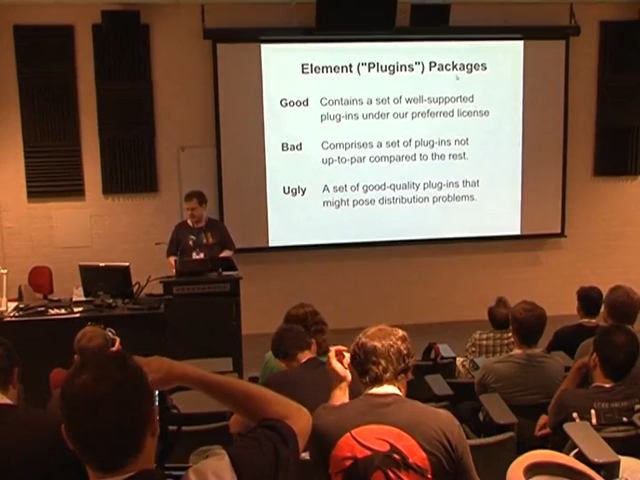 Element ("Plugins") Packages
Good Contains a set of well-supported
plug-ins under our preferred license
Bad Comprises a set of plug-ins not
up-to-par compared to the rest.
Ugly A set of good-quality plug-ins that
might pose distribution problems.